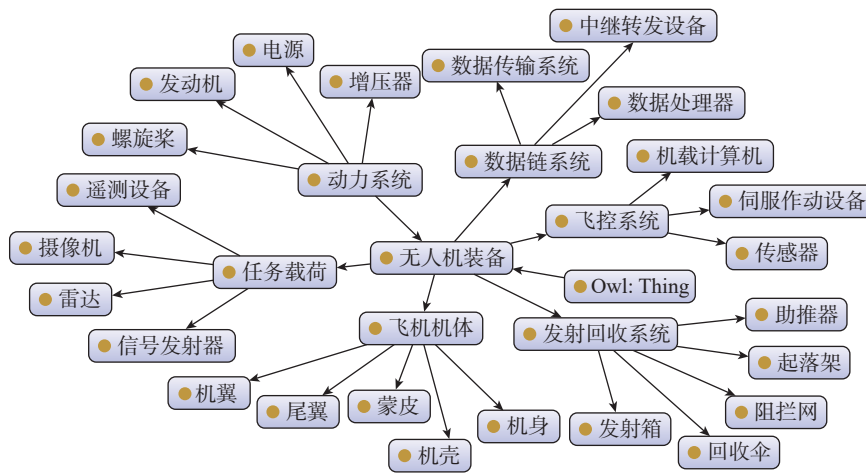 中继转发设备
电源
数据传输系统
增压器
发动机
数据处理器
螺旋桨
数据链系统
机载计算机
动力系统
遥测设备
伺服作动设备
飞控系统
摄像机
无人机装备
传感器
任务载荷
Owl: Thing
雷达
助推器
飞机机体
发射回收系统
信号发射器
起落架
机翼
尾翼
蒙皮
阻拦网
机身
发射箱
机壳
回收伞